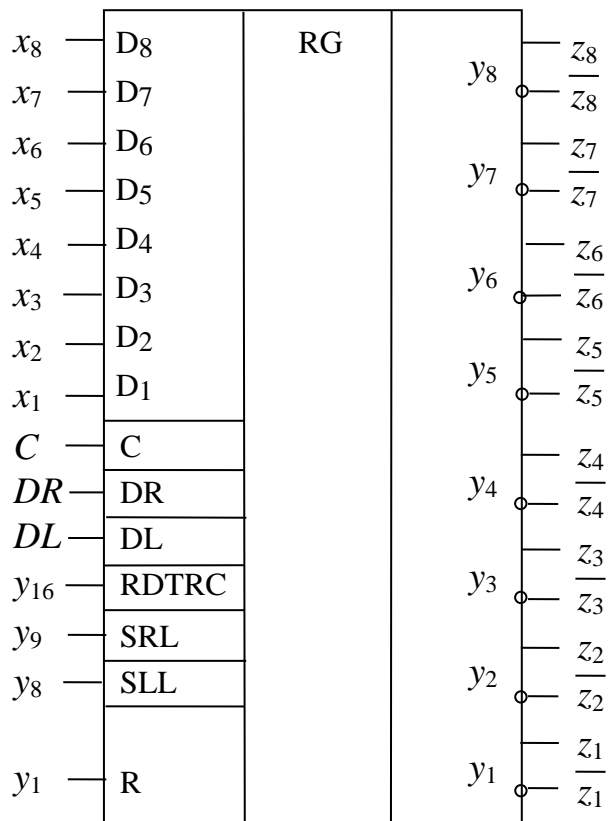 x₈ D₈ RG z₈
y₈
x₇ D₇ z̅₈
x₆ D₆ z₇
y₇
x₅ D₅ z̅₇
x₄ D₄ z₆
y₆
x₃ D₃ z̅₆
x₂ D₂ z₅
y₅
x₁ D₁ z̅₅
C C z₄
DR DR y₄ z̅₄
DL DL z₃
y₁₆ RDTRC y₃ z̅₃
y₉ SRL z₂
y₈ SLL y₂ z̅₂
z₁
y₁ R y₁ z̅₁